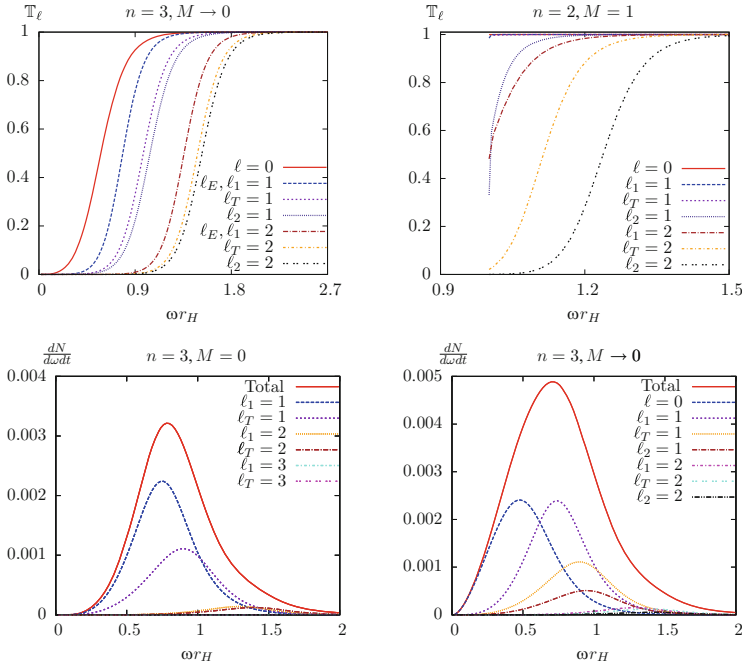 𝕋ℓ n = 3, M → 0
1
0.8
0.6
0.4
0.2
0
ℓ = 0
ℓE, ℓ1 = 1
ℓT = 1
ℓ2 = 1
ℓE, ℓ1 = 2
ℓT = 2
ℓ2 = 2
0 0.9 1.8 2.7
ωrH
𝕋ℓ n = 2, M = 1
1
0.8
0.6
0.4
0.2
0
ℓ = 0
ℓ1 = 1
ℓT = 1
ℓ2 = 1
ℓ1 = 2
ℓT = 2
ℓ2 = 2
0.9 1.2 1.5
ωrH
dN/dωdt n = 3, M = 0
0.004
0.003
0.002
0.001
0
Total
ℓ1 = 1
ℓT = 1
ℓ1 = 2
ℓT = 2
ℓ1 = 3
ℓT = 3
0 0.5 1 1.5 2
ωrH
dN/dωdt n = 3, M → 0
0.005
0.004
0.003
0.002
0.001
0
Total
ℓ = 0
ℓ1 = 1
ℓT = 1
ℓ2 = 1
ℓ1 = 2
ℓT = 2
ℓ2 = 2
0 0.5 1 1.5 2
ωrH